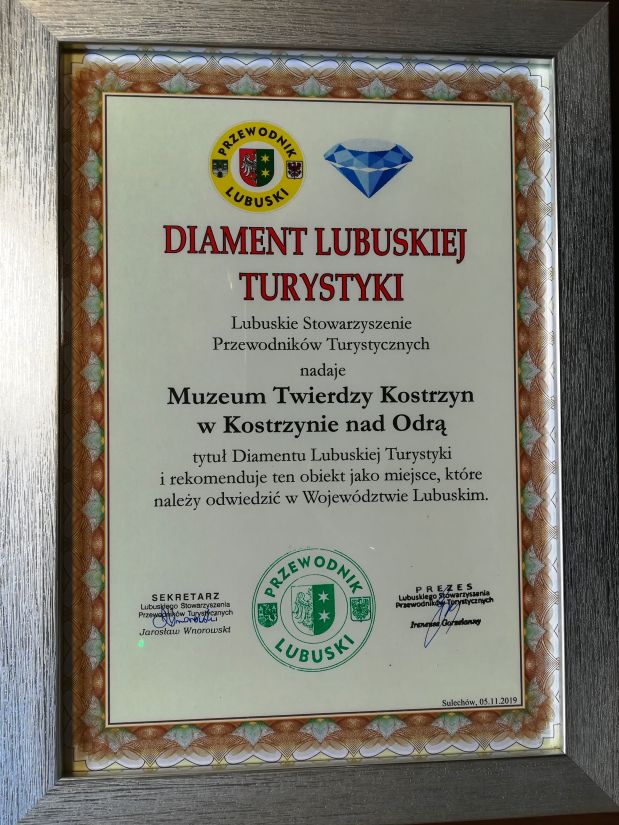 PRZEWODNIK
LUBUSKI
DIAMENT LUBUSKIEJ
TURYSTYKI
Lubuskie Stowarzyszenie
Przewodników Turystycznych
nadaje
Muzeum Twierdzy Kostrzyn
w Kostrzynie nad Odrą
tytuł Diamentu Lubuskiej Turystyki
i rekomenduje ten obiekt jako miejsce, które
należy odwiedzić w Województwie Lubuskim.
SEKRETARZ
Lubuskiego Stowarzyszenia
Przewodników Turystycznych
Jarosław Wnorowski
PRZEWODNIK
LUBUSKI
PREZES
Lubuskiego Stowarzyszenia
Przewodników Turystycznych
Ireneusz
Sulechów, 05.11.2019